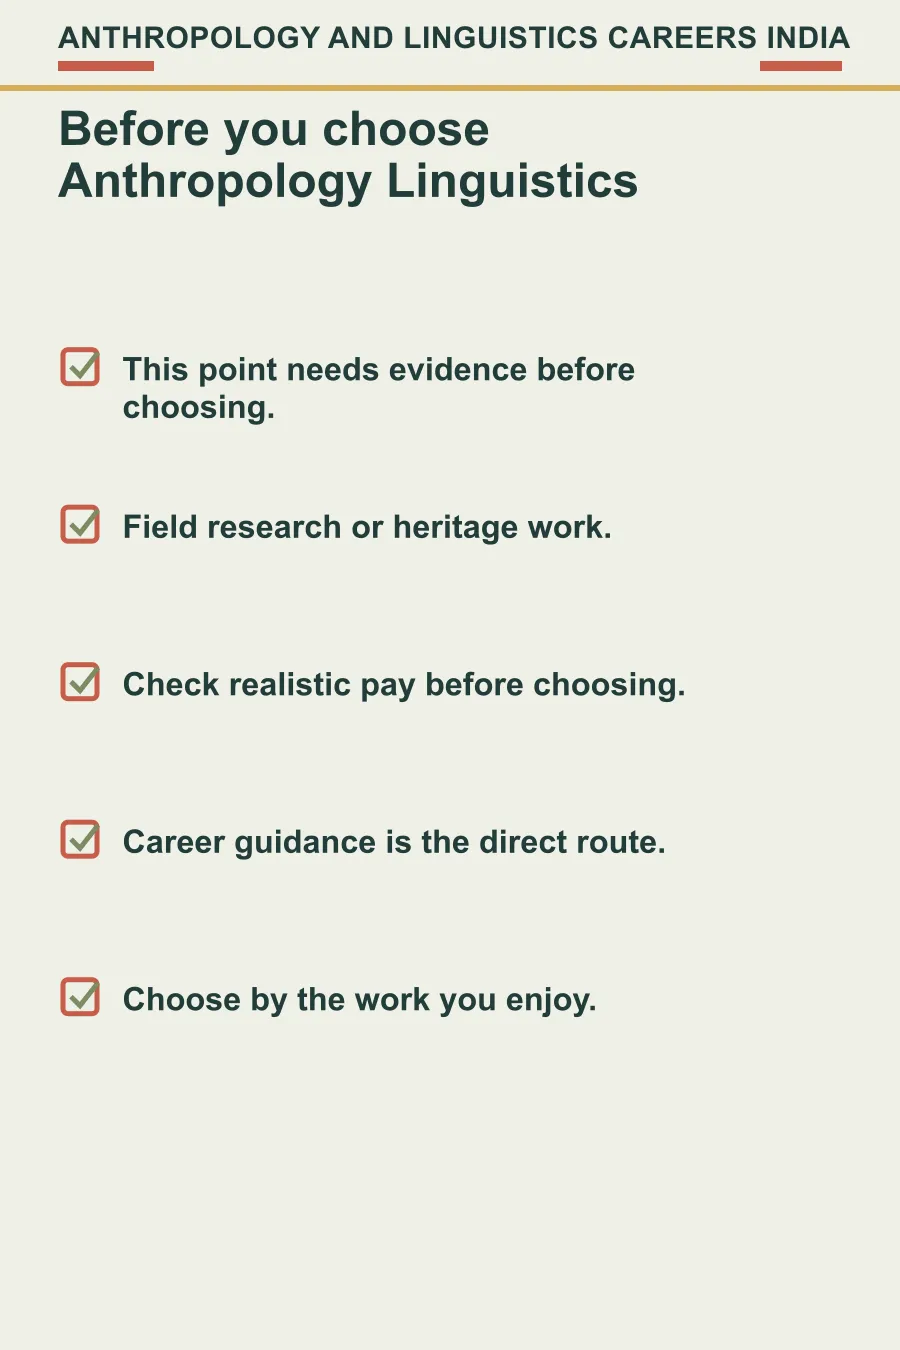 ANTHROPOLOGY AND LINGUISTICS CAREERS INDIA
Before you choose
Anthropology Linguistics
This point needs evidence before
choosing.
Field research or heritage work.
Check realistic pay before choosing.
Career guidance is the direct route.
Choose by the work you enjoy.